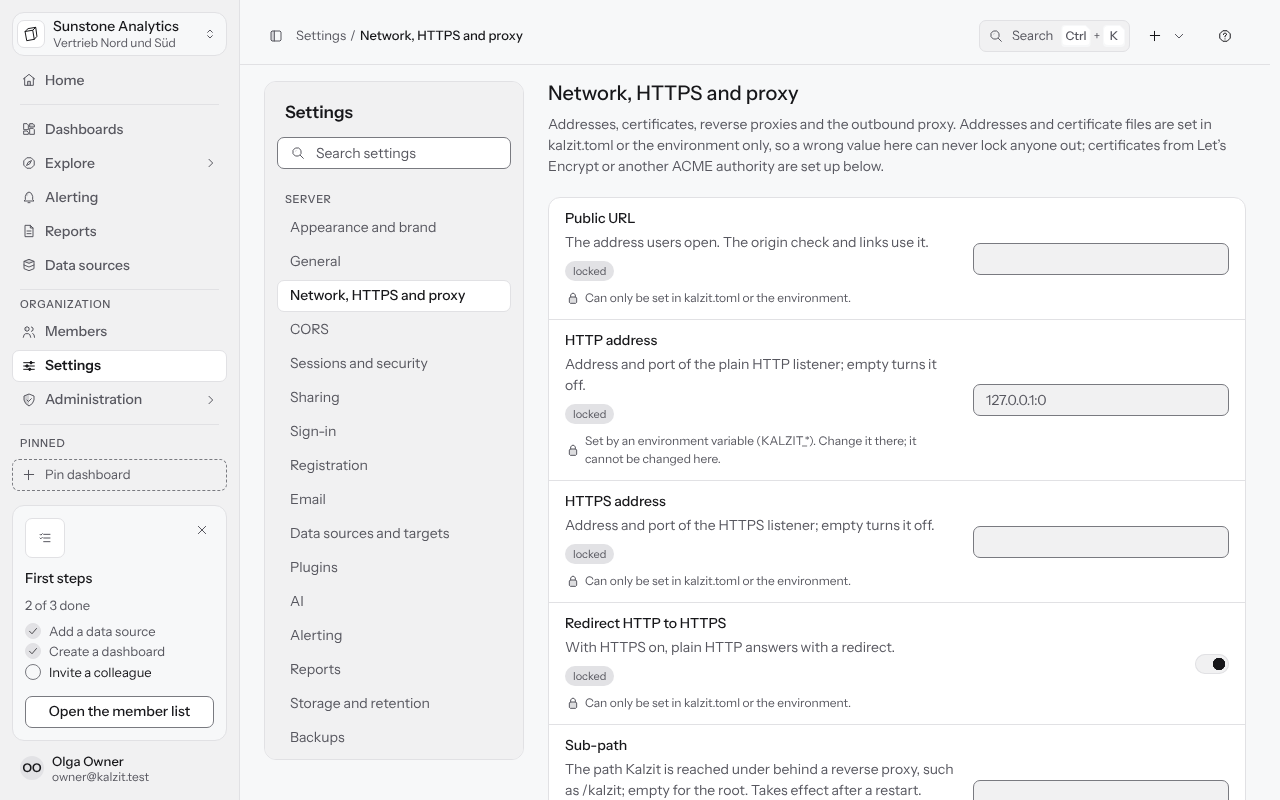 Sunstone Analytics
Vertrieb Nord und Süd
Home
Dashboards
Explore
Alerting
Reports
Data sources
ORGANIZATION
Members
Settings
Administration
PINNED
Pin dashboard
First steps
2 of 3 done
Add a data source
Create a dashboard
Invite a colleague
Open the member list
OO
Olga Owner
owner@kalzit.test
Settings / Network, HTTPS and proxy
Search Ctrl + K
Settings
Search settings
SERVER
Appearance and brand
General
Network, HTTPS and proxy
CORS
Sessions and security
Sharing
Sign-in
Registration
Email
Data sources and targets
Plugins
AI
Alerting
Reports
Storage and retention
Backups
Network, HTTPS and proxy
Addresses, certificates, reverse proxies and the outbound proxy. Addresses and certificate files are set in
kalzit.toml or the environment only, so a wrong value here can never lock anyone out; certificates from Let's
Encrypt or another ACME authority are set up below.
Public URL
The address users open. The origin check and links use it.
locked
Can only be set in kalzit.toml or the environment.
HTTP address
Address and port of the plain HTTP listener; empty turns it
off.
locked
127.0.0.1:0
Set by an environment variable (KALZIT_*). Change it there; it
cannot be changed here.
HTTPS address
Address and port of the HTTPS listener; empty turns it off.
locked
Can only be set in kalzit.toml or the environment.
Redirect HTTP to HTTPS
With HTTPS on, plain HTTP answers with a redirect.
locked
Can only be set in kalzit.toml or the environment.
Sub-path
The path Kalzit is reached under behind a reverse proxy, such
as /kalzit; empty for the root. Takes effect after a restart.